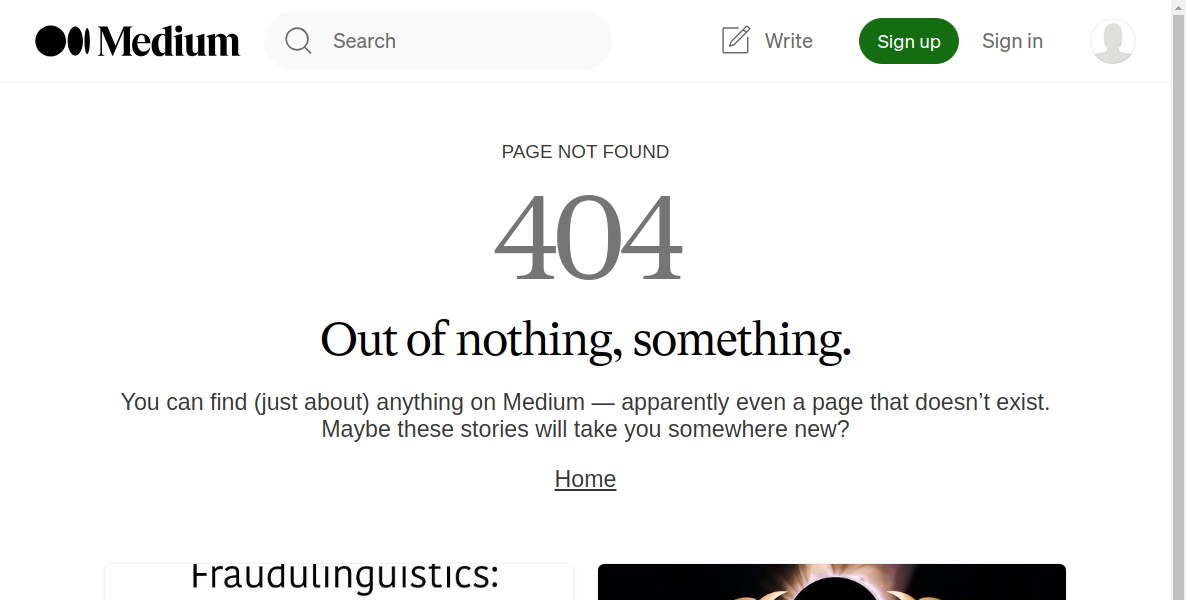 Medium
Search
Write
Sign up
Sign in
PAGE NOT FOUND
404
Out of nothing, something.
You can find (just about) anything on Medium — apparently even a page that doesn’t exist.
Maybe these stories will take you somewhere new?
Home
Fraudulinguistics: